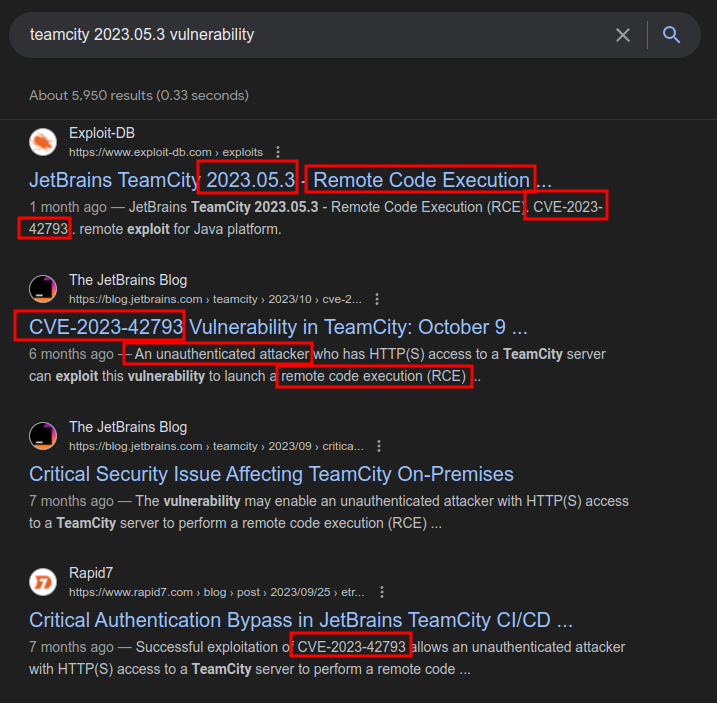 teamcity 2023.05.3 vulnerability
About 5,950 results (0.33 seconds)
Exploit-DB
https://www.exploit-db.com › exploits
JetBrains TeamCity 2023.05.3 - Remote Code Execution ...
1 month ago — JetBrains TeamCity 2023.05.3 - Remote Code Execution (RCE). CVE-2023-
42793 . remote exploit for Java platform.
The JetBrains Blog
https://blog.jetbrains.com › teamcity › 2023/10 › cve-2...
CVE-2023-42793 Vulnerability in TeamCity: October 9 ...
6 months ago — An unauthenticated attacker who has HTTP(S) access to a TeamCity server
can exploit this vulnerability to launch a remote code execution (RCE) ...
The JetBrains Blog
https://blog.jetbrains.com › teamcity › 2023/09 › critica...
Critical Security Issue Affecting TeamCity On-Premises
7 months ago — The vulnerability may enable an unauthenticated attacker with HTTP(S) access
to a TeamCity server to perform a remote code execution (RCE) ...
Rapid7
https://www.rapid7.com › blog › post › 2023/09/25 › etr...
Critical Authentication Bypass in JetBrains TeamCity CI/CD ...
7 months ago — Successful exploitation of CVE-2023-42793 allows an unauthenticated attacker
with HTTP(S) access to a TeamCity server to perform a remote code ...